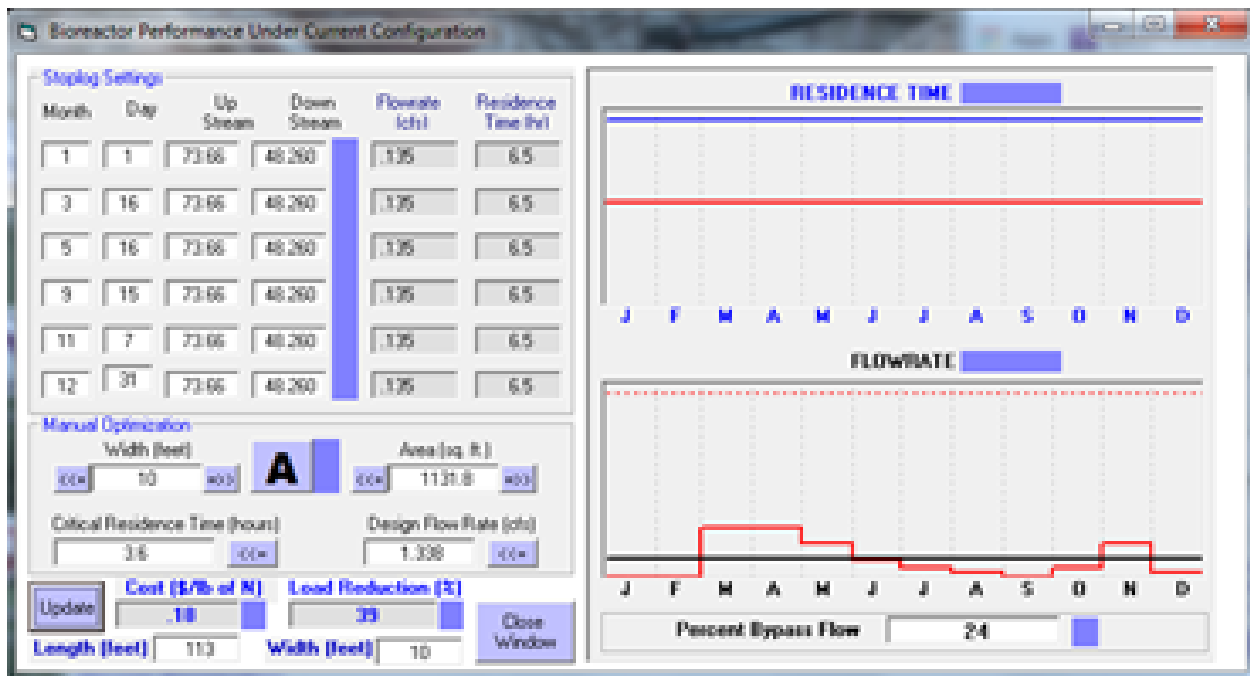 Bioreactor Performance Under Current Configuration
Stoplog Settings
Month Day Up Stream Down Stream Flowrate (cfs) Residence Time (hr)
1 1 73.66 48.260 .135 6.5
3 16 73.66 48.260 .135 6.5
5 16 73.66 48.260 .135 6.5
9 15 73.66 48.260 .135 6.5
11 7 73.66 48.260 .135 6.5
12 31 73.66 48.260 .135 6.5
Manual Optimization
Width (feet) Area (sq. ft.)
<<= 10 =>> A <<= 1131.8 =>>
Critical Residence Time (hours) Design Flow Rate (cfs)
3.6 <<= 1.338 <<=
Update Cost ($/lb of N) Load Reduction (%)
.18 39 Close Window
Length (feet) 113 Width (feet) 10
RESIDENCE TIME
J F M A M J J A S O N D
FLOWRATE
J F M A M J J A S O N D
Percent Bypass Flow 24